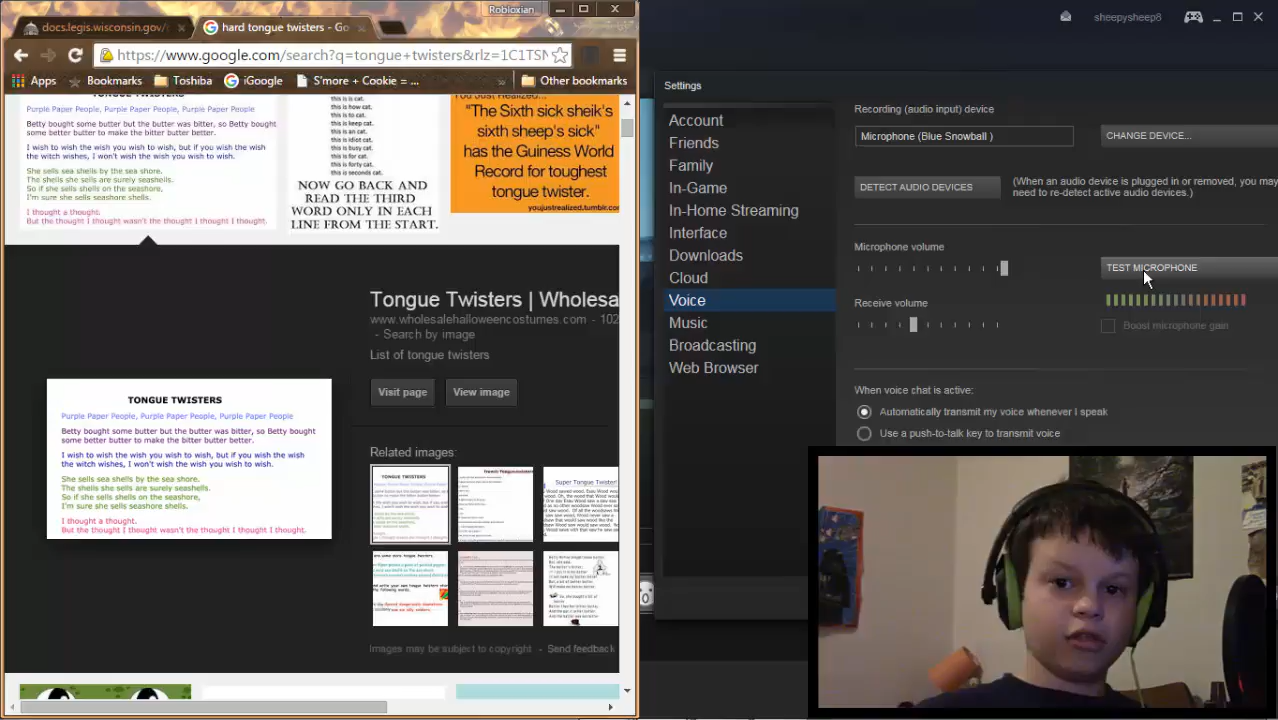 Robloxian
docs.legis.wisconsin.gov/
hard tongue twisters - Go
https://www.google.com/search?q=tongue+twisters&rlz=1C1TSN
Apps
Bookmarks
Toshiba
iGoogle
S'more + Cookie = ...
Other bookmarks
Purple Paper People, Purple Paper People, Purple Paper People
Betty bought some butter but the butter was bitter, so Betty bought
some better butter to make the bitter butter better.
I wish to wish the wish you wish to wish, but if you wish the
wish the witch wishes, I won't wish the wish you wish to wish.
She sells sea shells by the sea shore.
The shells she sells are surely seashells.
So if she sells shells on the seashore,
I'm sure she sells seashore shells.
I thought a thought.
But the thought I thought wasn't the thought I thought I thought.
this is is cat.
this is how cat.
this is to cat.
this is keep cat.
this is an cat.
this is idiot cat.
this is busy cat.
this is for cat.
this is forty cat.
this is seconds cat.
NOW GO BACK AND
READ THE THIRD
WORD ONLY IN EACH
LINE FROM THE START.
You Just Realized...
"The Sixth sick sheik's
sixth sheep's sick"
has the Guiness World
Record for toughest
tongue twister.
youjustrealized.tumblr.co
Tongue Twisters | Wholesa
www.wholesalehalloweencostumes.com - 102
- Search by image
List of tongue twisters
Visit page
View image
Related images:
TONGUE TWISTERS
Purple Paper People, Purple Paper People, Purple Paper People
Betty bought some butter but the butter was bitter, so Betty bought
some better butter to make the bitter butter better.
I wish to wish the wish you wish to wish, but if you wish the wish
the witch wishes, I won't wish the wish you wish to wish.
She sells sea shells by the sea shore.
The shells she sells are surely seashells.
So if she sells shells on the seashore,
I'm sure she sells seashore shells.
I thought a thought.
But the thought I thought wasn't the thought I thought I thought.
TONGUE TWISTERS
Super Tongue Twister!
Images may be subject to copyright - Send feedback
sheepysheep8
Settings
Account
Friends
Family
In-Game
In-Home Streaming
Interface
Downloads
Cloud
Voice
Music
Broadcasting
Web Browser
Recording (audio input) device
Microphone (Blue Snowball )
CHANGE DEVICE...
DETECT AUDIO DEVICES
(When an audio device is plugged in or removed, you may
need to re-detect active audio devices.)
Microphone volume
TEST MICROPHONE
Receive volume
Boost microphone gain
When voice chat is active:
Automatically transmit my voice whenever I speak
Use a push-to-talk key to transmit voice